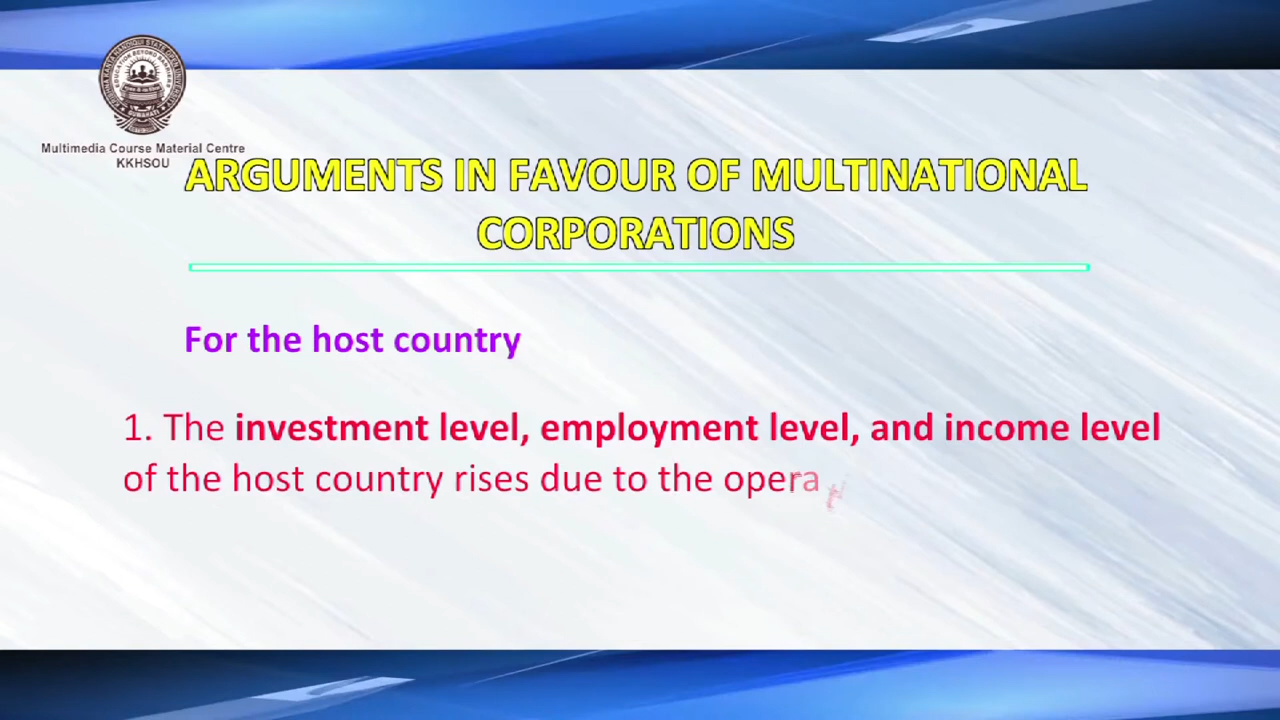 Multimedia Course Material Centre
KKHSOU
ARGUMENTS IN FAVOUR OF MULTINATIONAL
CORPORATIONS
For the host country
1. The investment level, employment level, and income level
of the host country rises due to the opera